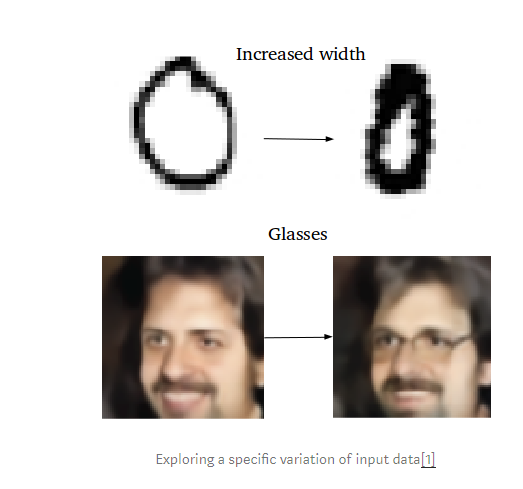 Increased width
Glasses
Exploring a specific variation of input data[1]